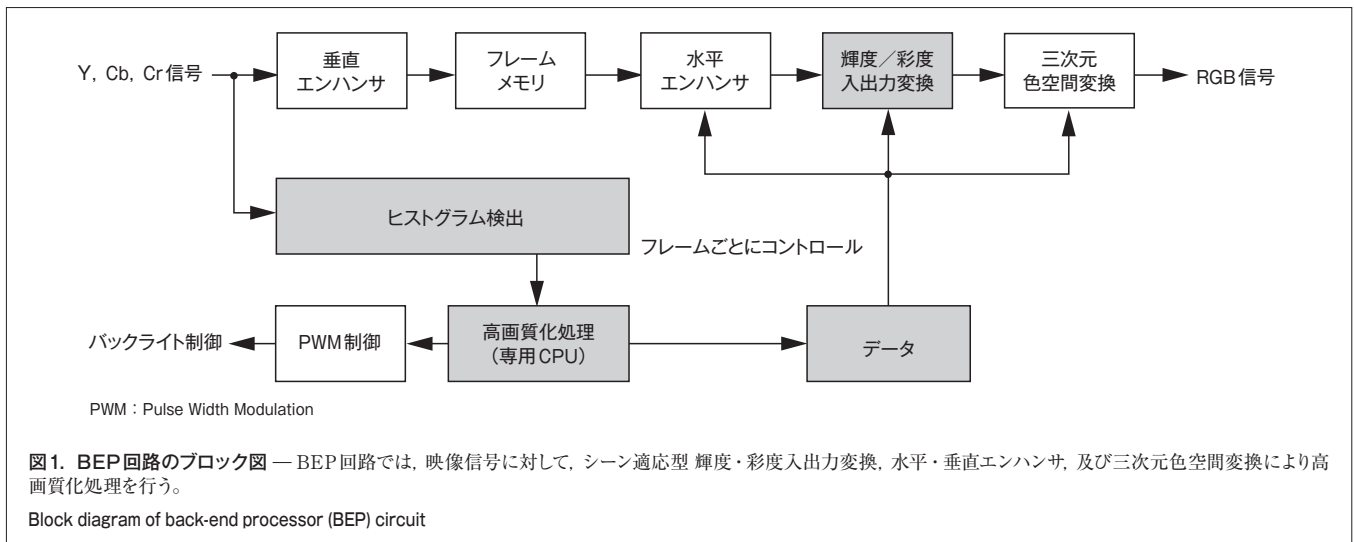 Y, Cb, Cr信号
垂直
エンハンサ
フレーム
メモリ
水平
エンハンサ
輝度／彩度
入出力変換
三次元
色空間変換
RGB信号
ヒストグラム検出
フレームごとにコントロール
バックライト制御
PWM制御
高画質化処理
（専用CPU）
データ
PWM：Pulse Width Modulation
図1. BEP回路のブロック図 — BEP回路では, 映像信号に対して, シーン適応型 輝度・彩度入出力変換, 水平・垂直エンハンサ, 及び三次元色空間変換により高
画質化処理を行う。
Block diagram of back-end processor (BEP) circuit